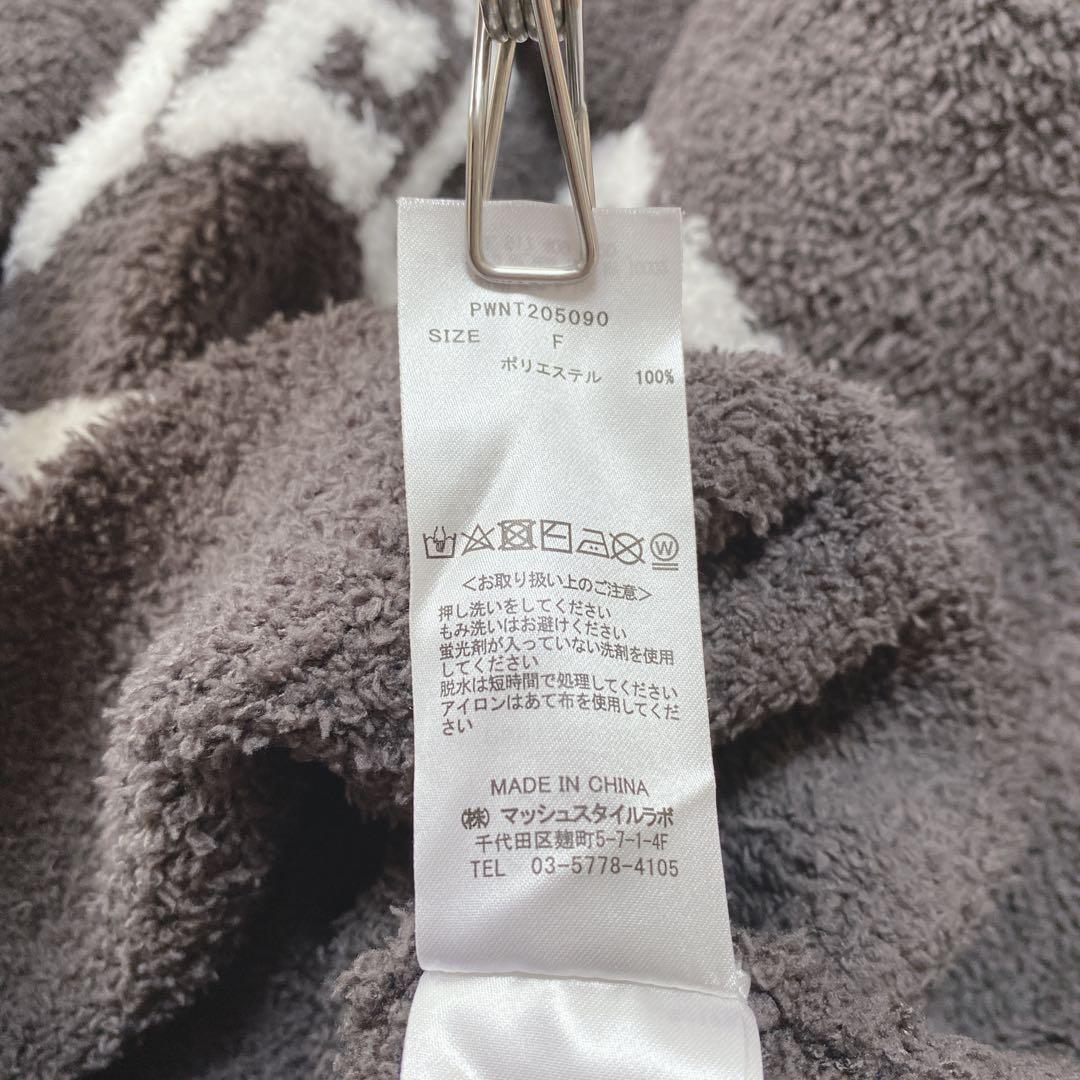 PWNT205090
SIZE F
ポリエステル 100%
W
<お取り扱い上のご注意>
押し洗いをしてください
もみ洗いはお避けください
蛍光剤が入っていない洗剤を使用
してください
脱水は短時間で処理してください
アイロンはあて布を使用してくだ
さい
MADE IN CHINA
㈱ マッシュスタイルラボ
千代田区麹町5-7-1-4F
TEL 03-5778-4105